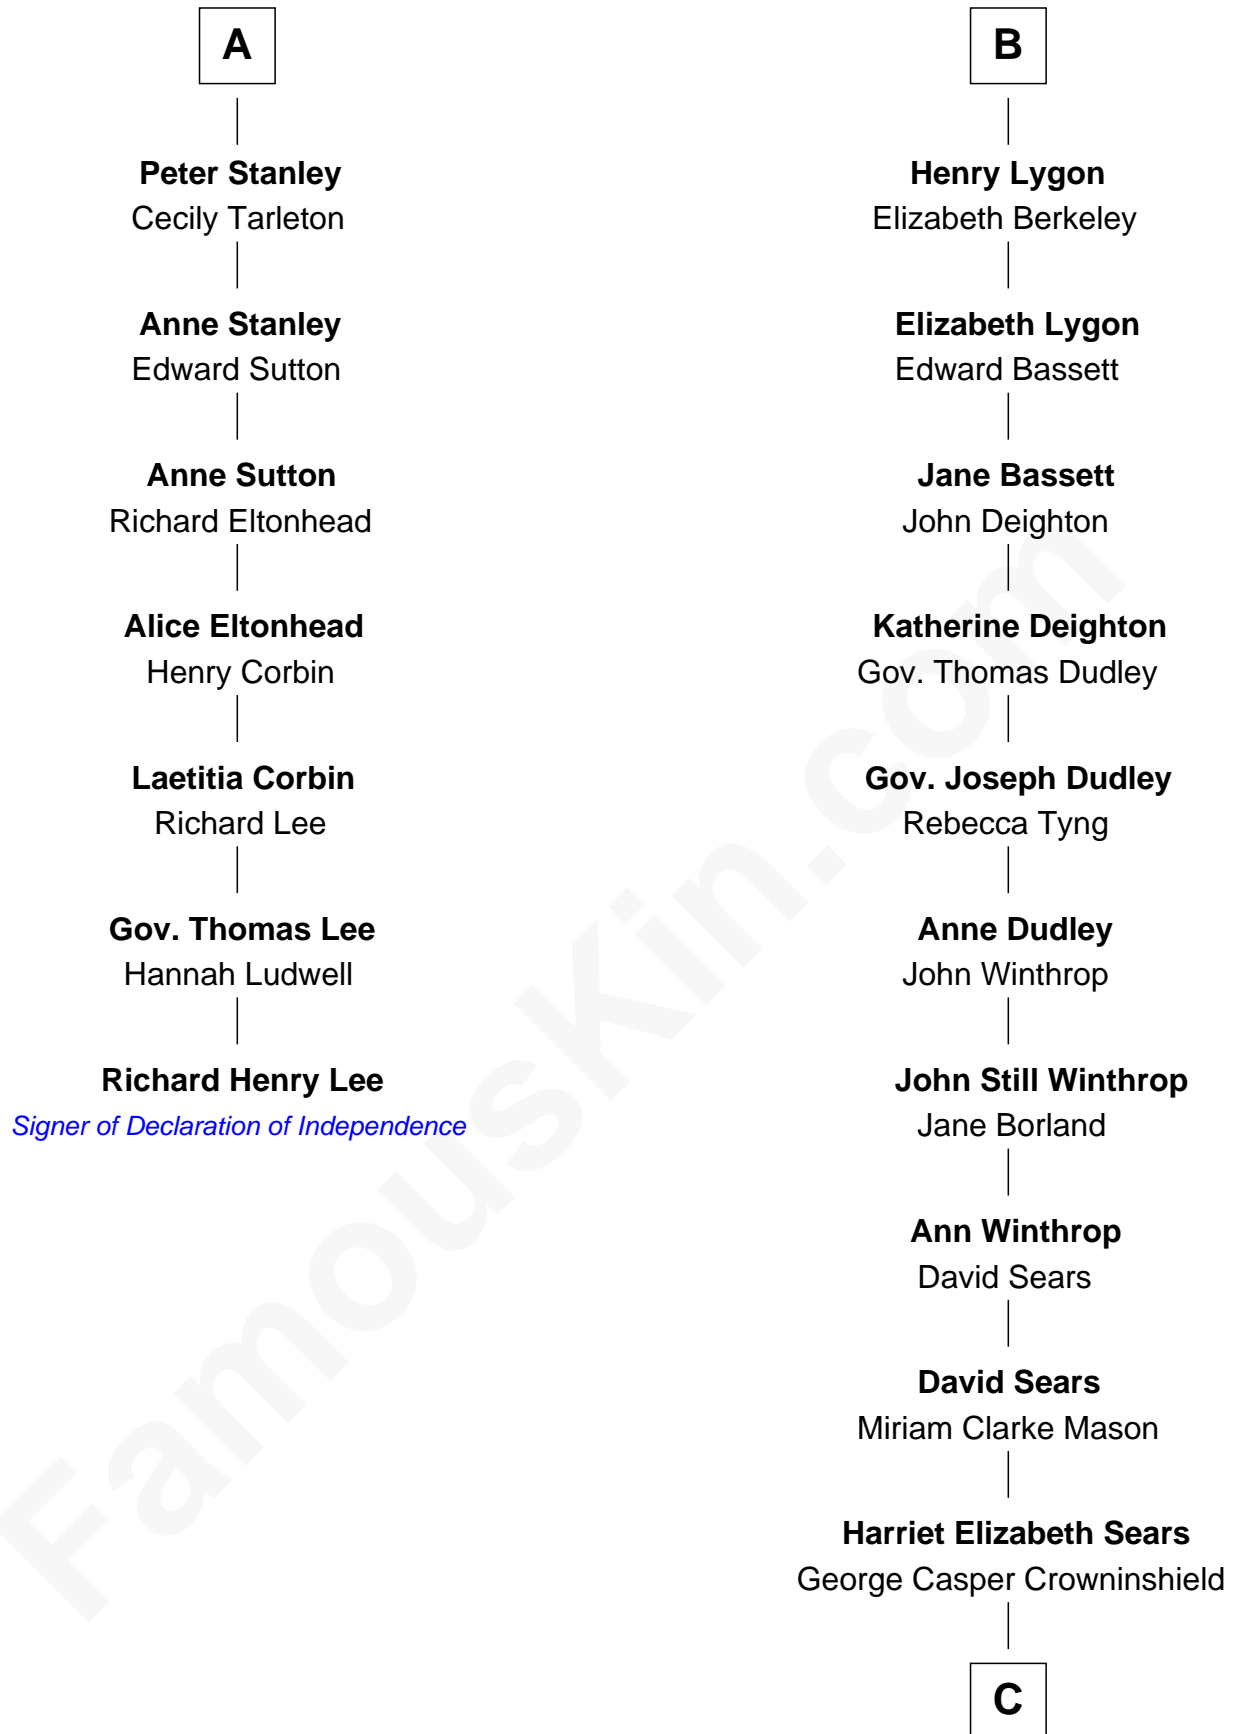 A
Peter Stanley
Cecily Tarleton
Anne Stanley
Edward Sutton
Anne Sutton
Richard Eltonhead
Alice Eltonhead
Henry Corbin
Laetitia Corbin
Richard Lee
Gov. Thomas Lee
Hannah Ludwell
Richard Henry Lee
Signer of Declaration of Independence
B
Henry Lygon
Elizabeth Berkeley
Elizabeth Lygon
Edward Bassett
Jane Bassett
John Deighton
Katherine Deighton
Gov. Thomas Dudley
Gov. Joseph Dudley
Rebecca Tyng
Anne Dudley
John Winthrop
John Still Winthrop
Jane Borland
Ann Winthrop
David Sears
David Sears
Miriam Clarke Mason
Harriet Elizabeth Sears
George Casper Crowninshield
C
FamousKin.com